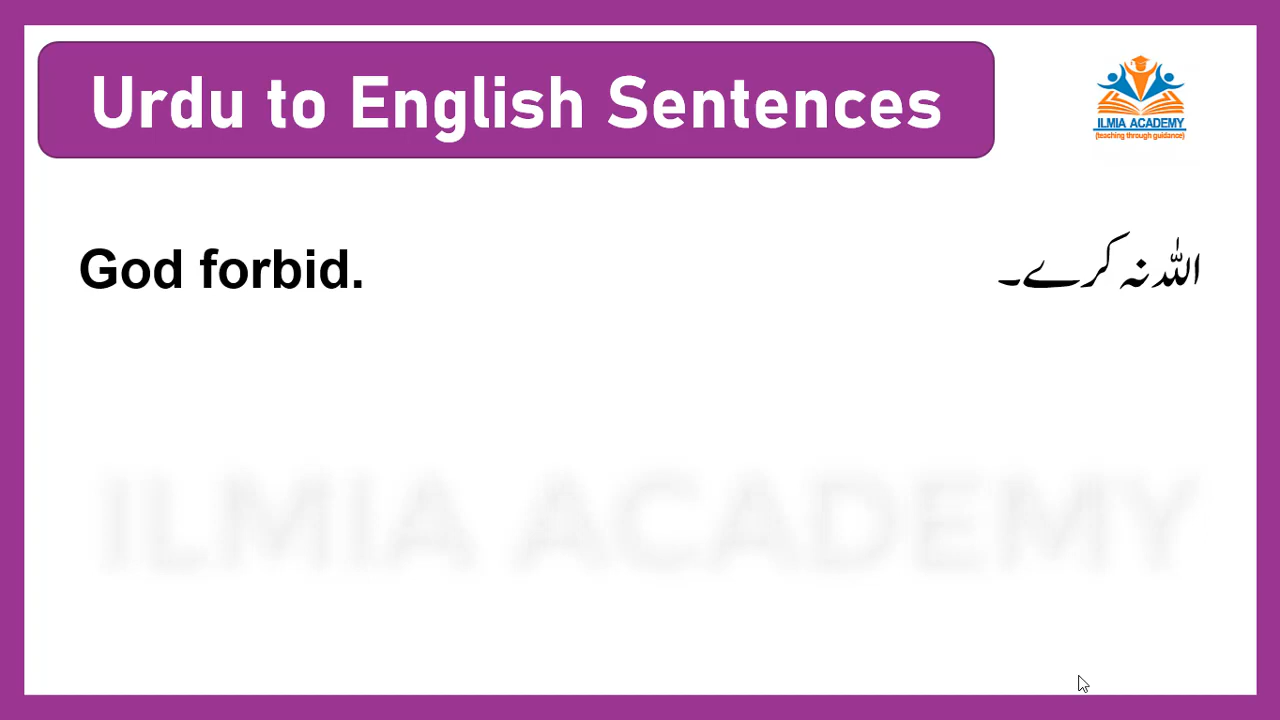 Urdu to English Sentences
ILMIA ACADEMY
(teaching through guidance)
God forbid.
اللہ نہ کرے۔
ILMIA ACADEMY